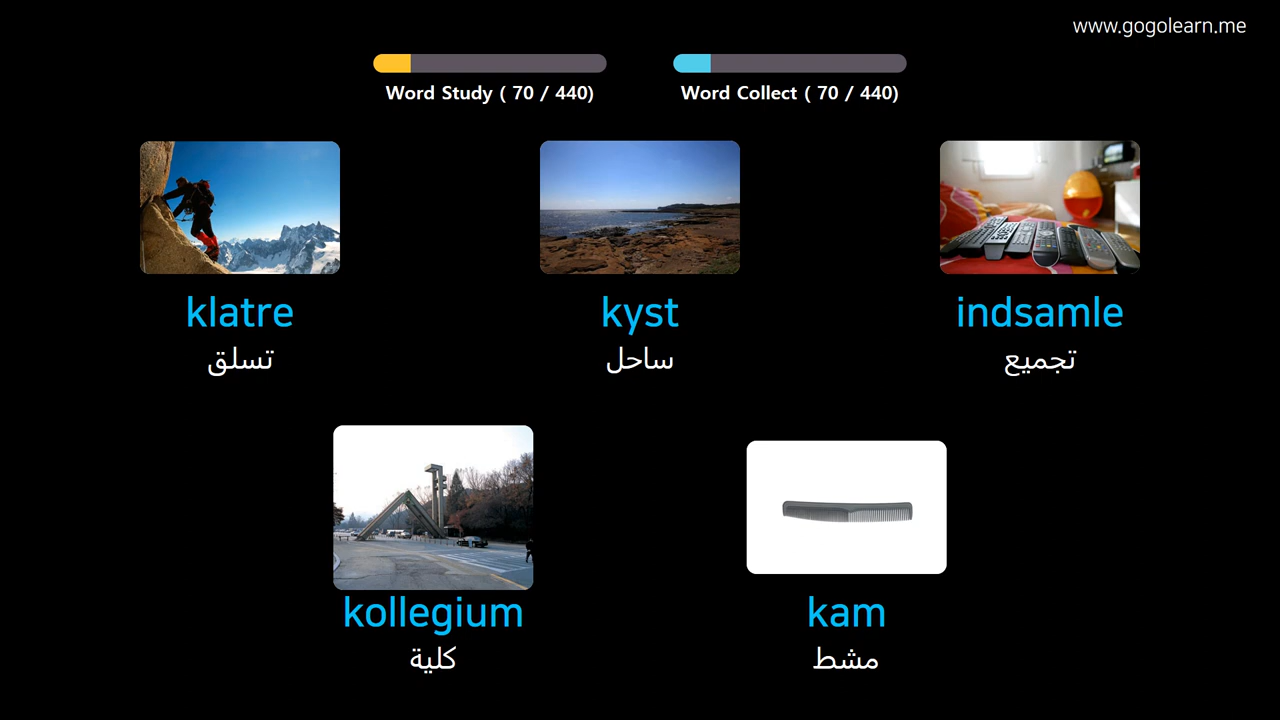 www.gogolearn.me
Word Study ( 70 / 440)
Word Collect ( 70 / 440)
klatre
تسلق
kyst
ساحل
indsamle
تجميع
kollegium
كلية
kam
مشط